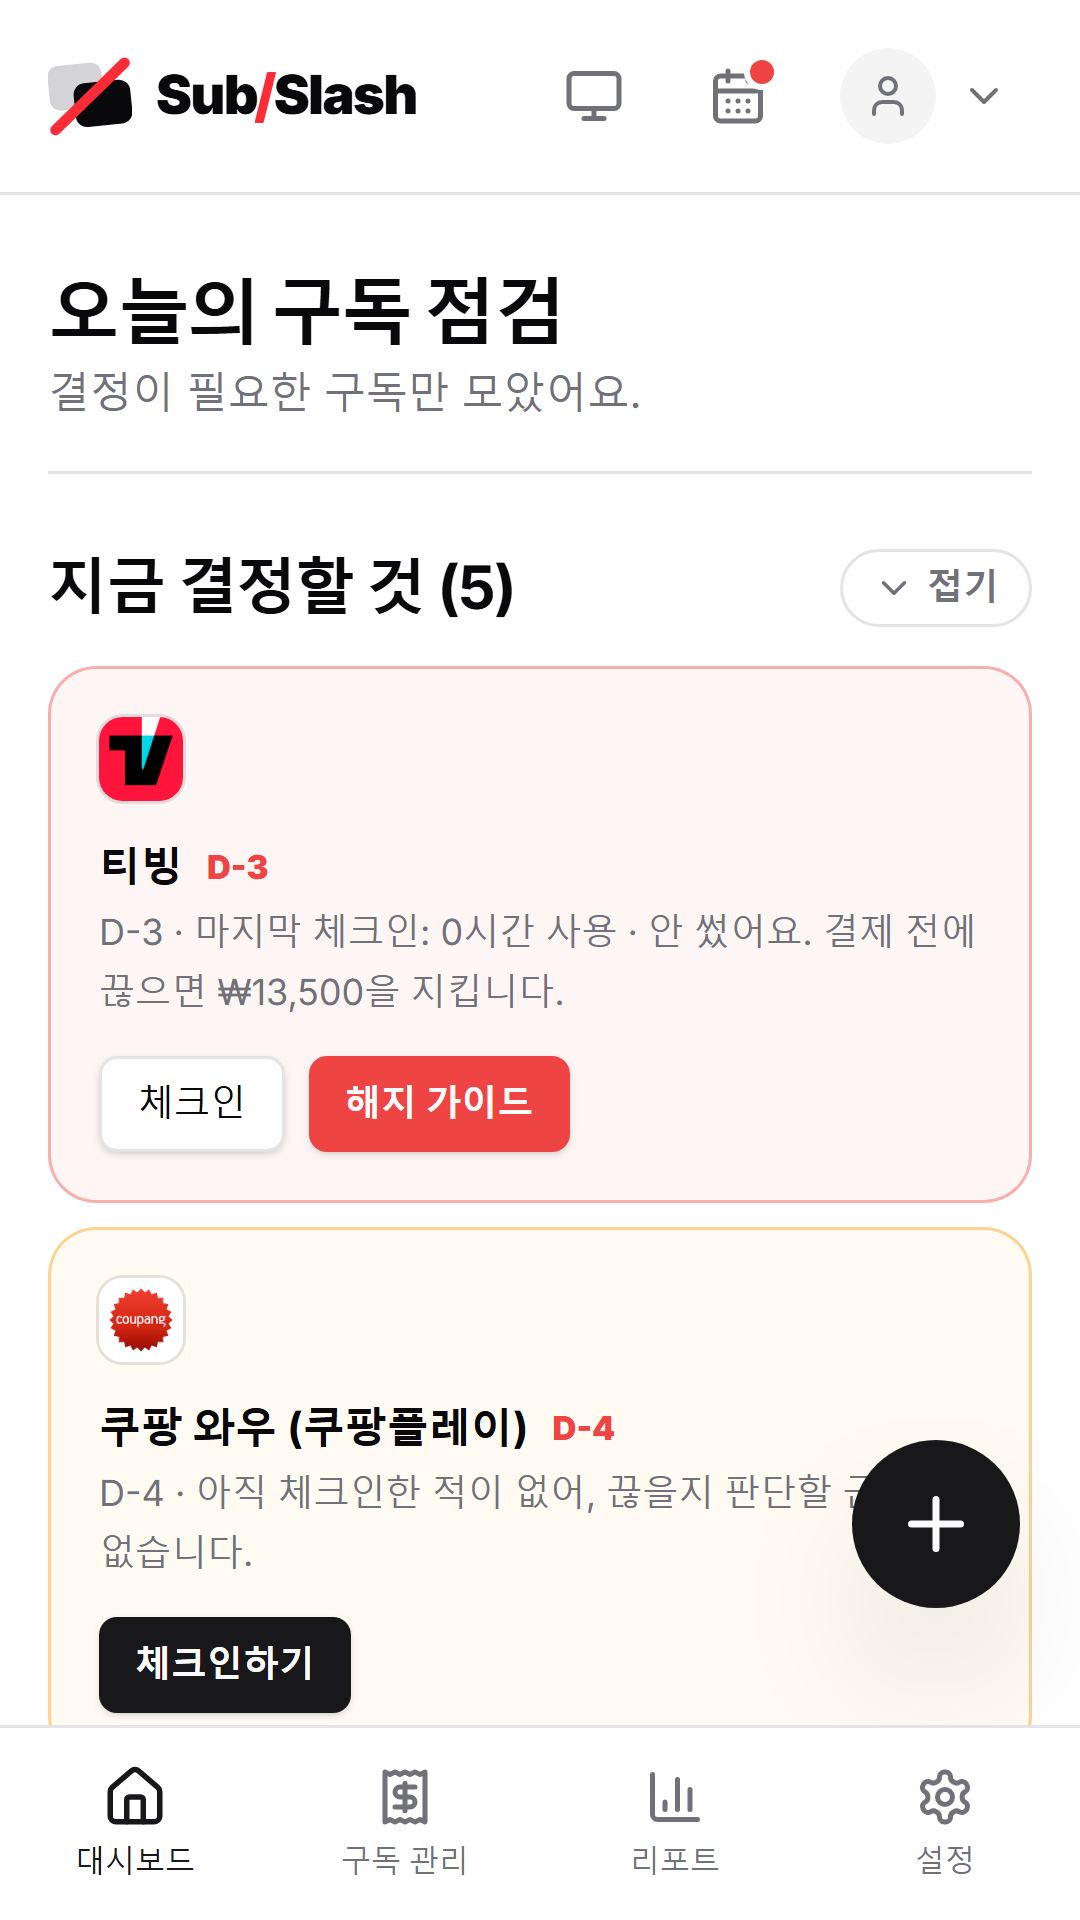 Sub/Slash
오늘의 구독 점검
결정이 필요한 구독만 모았어요.
지금 결정할 것 (5)
접기
티빙 D-3
D-3 · 마지막 체크인: 0시간 사용 · 안 썼어요. 결제 전에
끊으면 ₩13,500을 지킵니다.
체크인
해지 가이드
coupang
쿠팡 와우 (쿠팡플레이) D-4
D-4 · 아직 체크인한 적이 없어, 끊을지 판단할
없습니다.
체크인하기
대시보드
구독 관리
리포트
설정